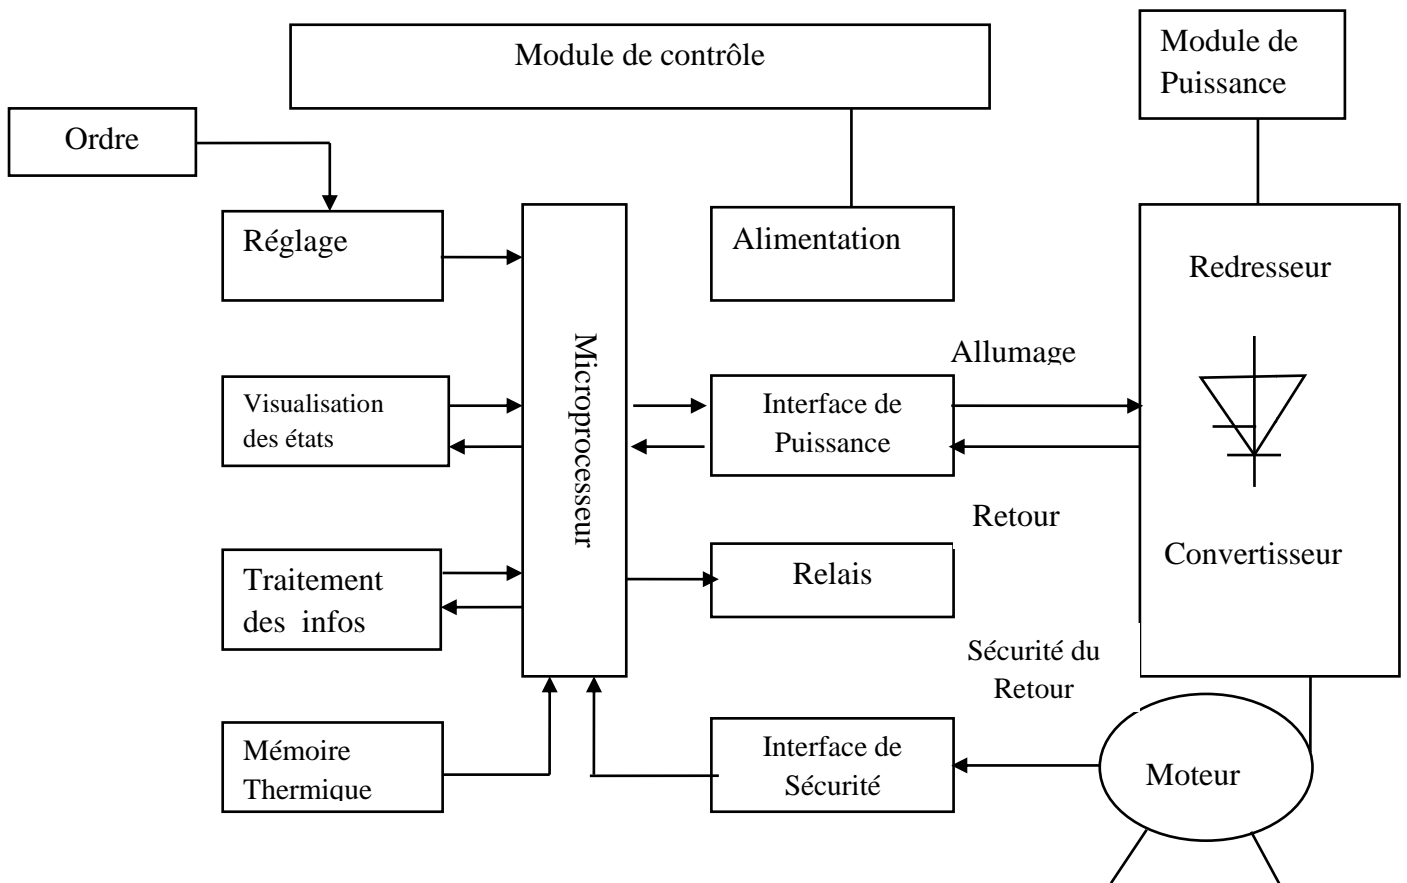 Module de contrôle
Module de
Puissance
Ordre
Réglage
Alimentation
Redresseur
Microprocesseur
Allumage
Visualisation
des états
Interface de
Puissance
Retour
Convertisseur
Traitement
des infos
Relais
Sécurité du
Retour
Mémoire
Thermique
Interface de
Sécurité
Moteur